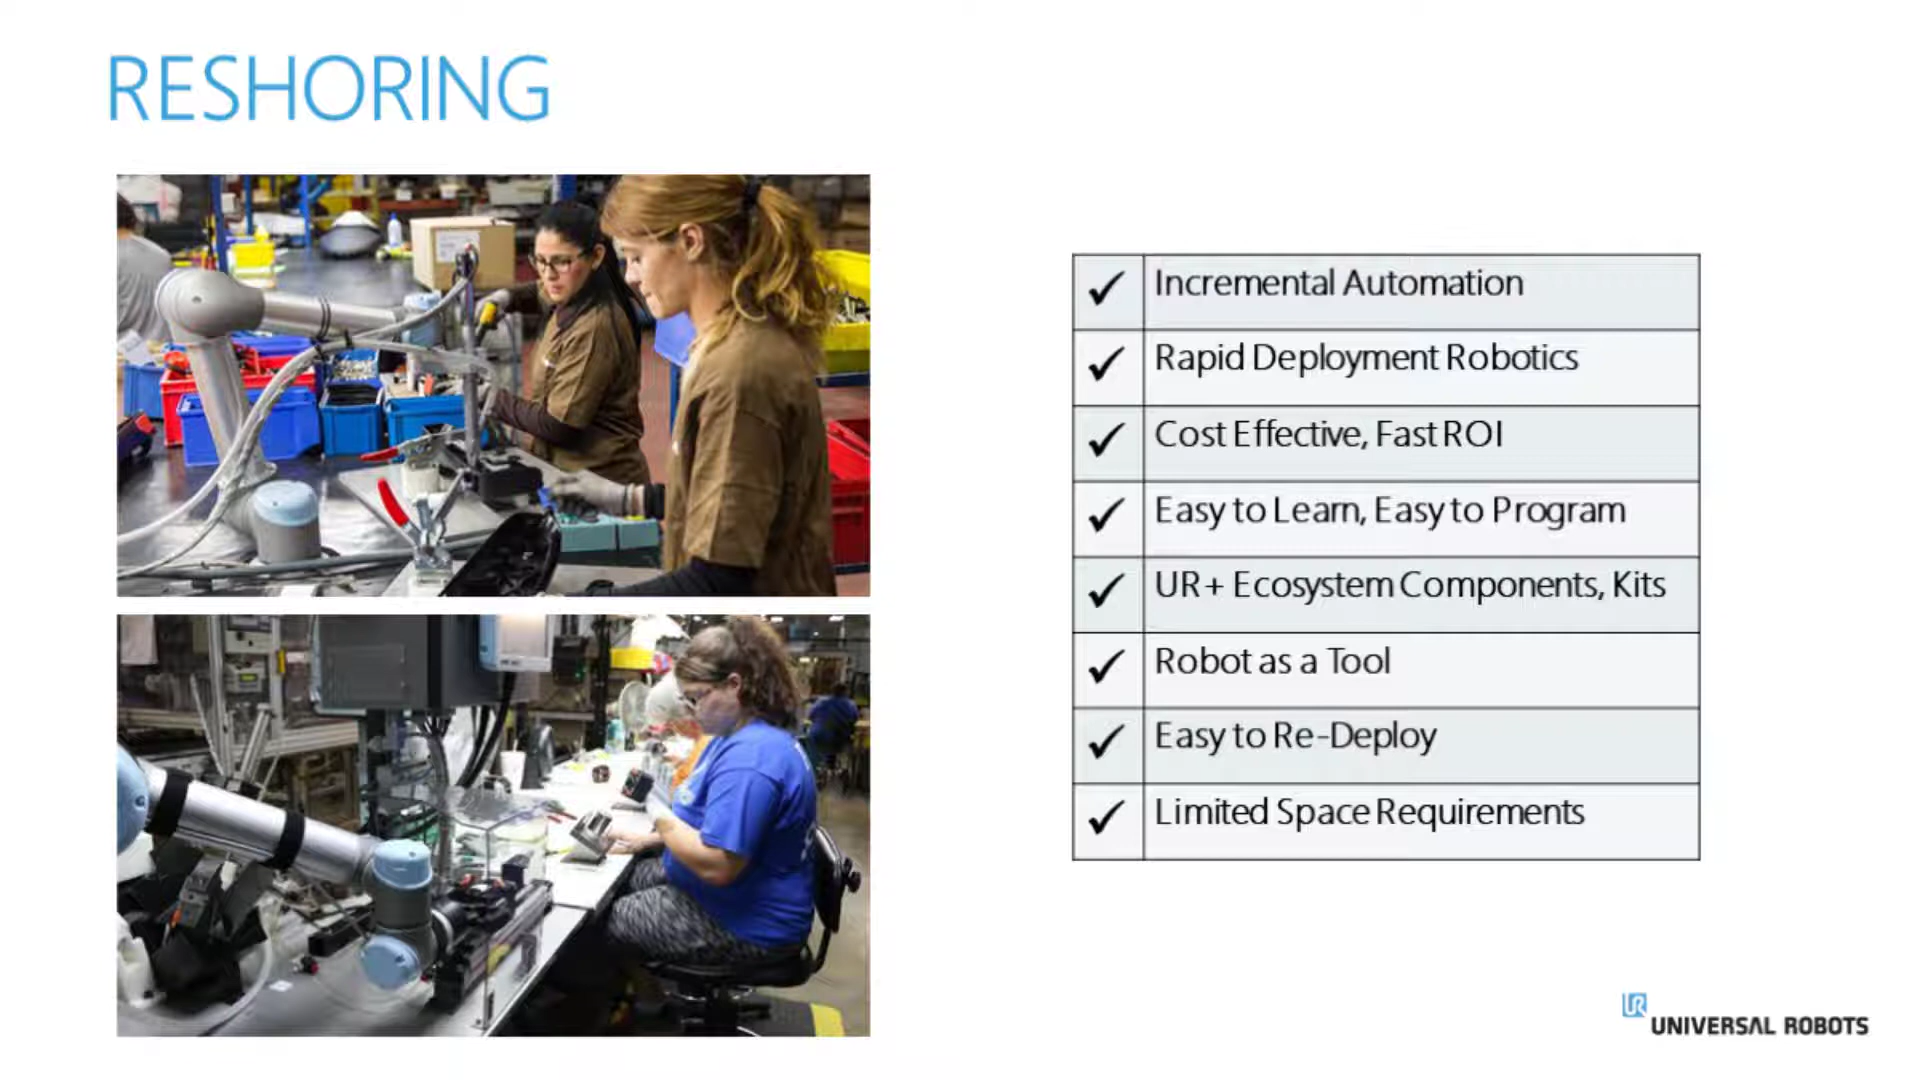 RESHORING
✓ Incremental Automation
✓ Rapid Deployment Robotics
✓ Cost Effective, Fast ROI
✓ Easy to Learn, Easy to Program
✓ UR+ Ecosystem Components, Kits
✓ Robot as a Tool
✓ Easy to Re-Deploy
✓ Limited Space Requirements
UR
UNIVERSAL ROBOTS